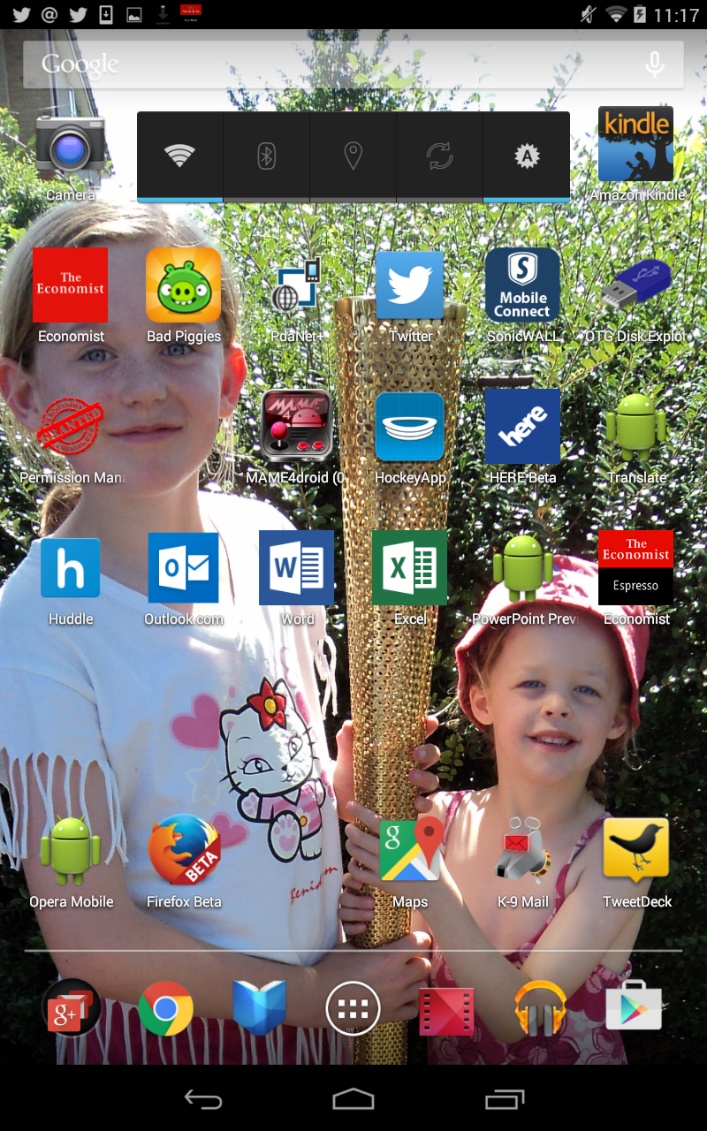 11:17
Google
Camera
kindle
Amazon Kindle
The
Economist
Economist
Bad Piggies
PdaNet+
Twitter
S
Mobile
Connect
SonicWALL
OTG Disk Explo
GRANTED
Permission Man
MAME4droid (0
HockeyApp
here
HERE Beta
Translate
h
Huddle
Outlook.com
W
Word
X
Excel
PowerPoint Prev
The
Economist
Espresso
Economist
Opera Mobile
BETA
Firefox Beta
g
Maps
K-9 Mail
TweetDeck
g+